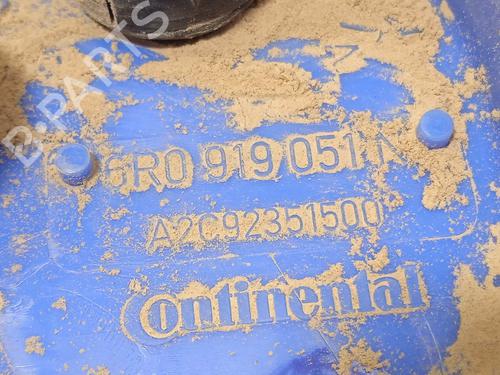 B-PARTS
6R0 919 051 K
A2C92351500
Continental